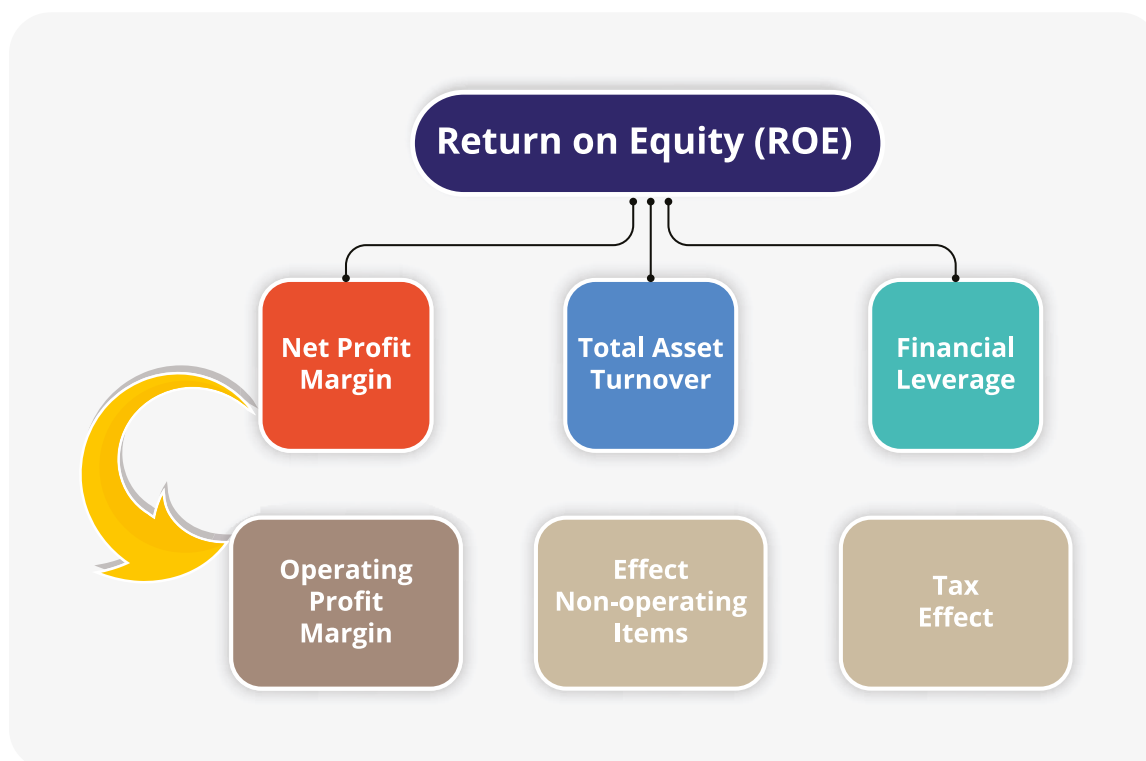 Return on Equity (ROE)
Net Profit
Margin
Total Asset
Turnover
Financial
Leverage
Operating
Profit
Margin
Effect
Non-operating
Items
Tax
Effect